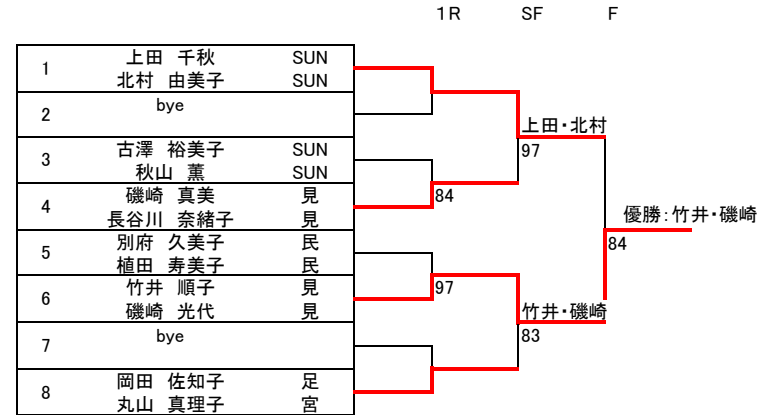 1R SF F
1 上田 千秋 SUN
北村 由美子 SUN
2 bye
上田・北村
97
3 古澤 裕美子 SUN
秋山 薫 SUN
4 磯崎 真美 見
長谷川 奈緒子 見
84
優勝:竹井・磯崎
84
5 別府 久美子 民
植田 寿美子 民
6 竹井 順子 見
磯崎 光代 見
97
竹井・磯崎
83
7 bye
8 岡田 佐知子 足
丸山 真理子 宮